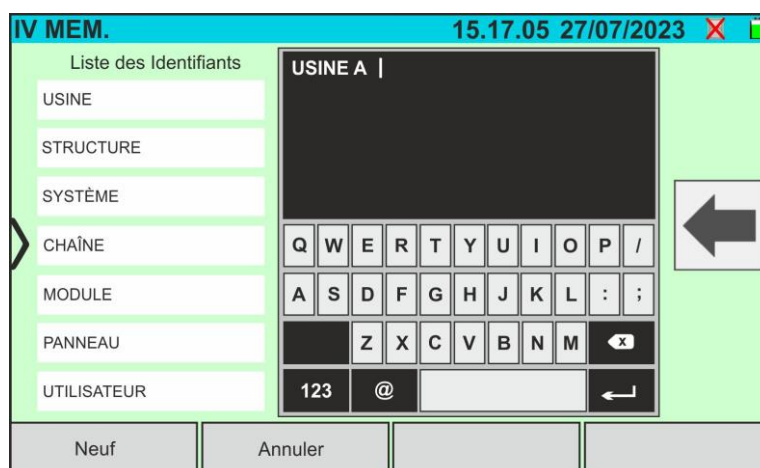 IV MEM. 15.17.05 27/07/2023
Liste des Identifiants
USINE
STRUCTURE
SYSTÈME
CHAÎNE
MODULE
PANNEAU
UTILISATEUR
USINE A |
Q W E R T Y U I O P /
A S D F G H J K L : ;
Z X C V B N M x
123 @
Neuf Annuler